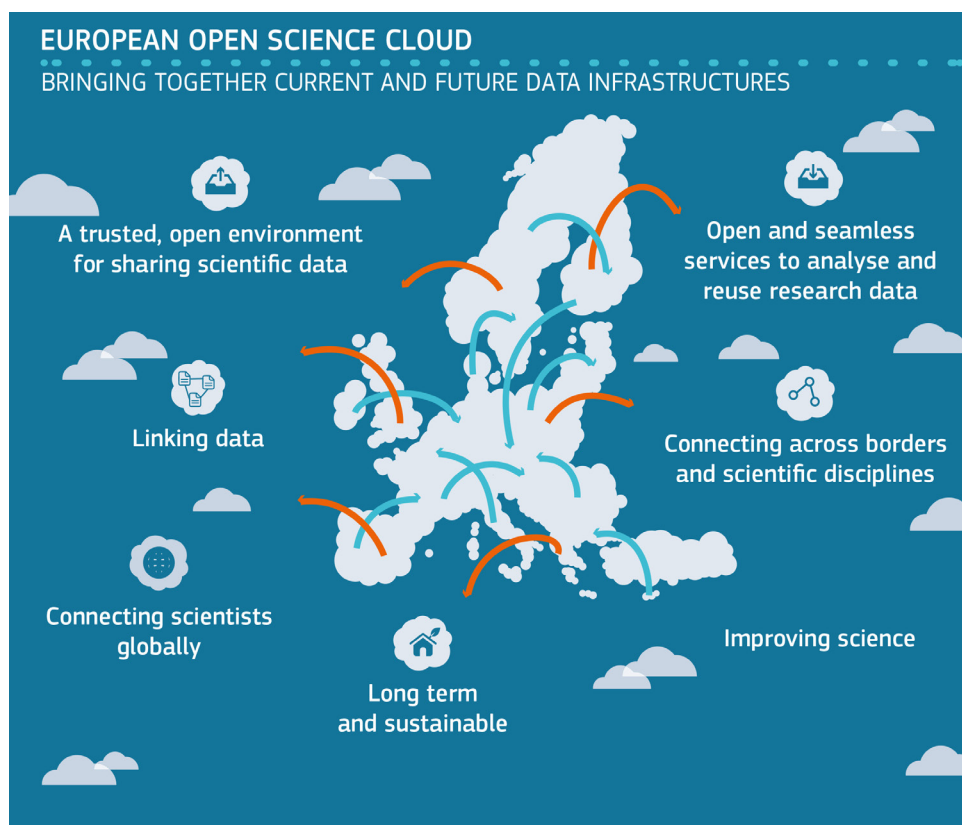 EUROPEAN OPEN SCIENCE CLOUD
BRINGING TOGETHER CURRENT AND FUTURE DATA INFRASTRUCTURES
A trusted, open environment
for sharing scientific data
Open and seamless
services to analyse and
reuse research data
Linking data
Connecting across borders
and scientific disciplines
Connecting scientists
globally
Improving science
Long term
and sustainable